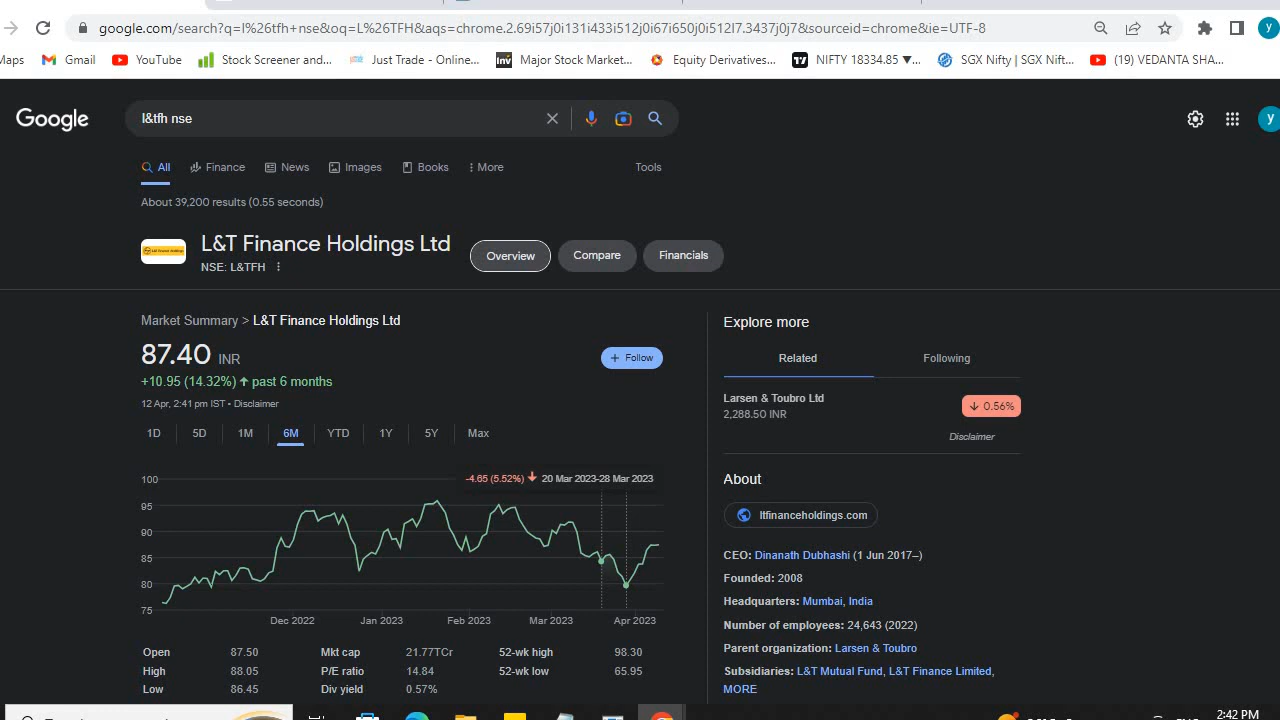 google.com/search?q=l%26tfh+nse&oq=L%26TFH&aqs=chrome.2.69i57j0i131i433i512j0i67i650j0i512l7.3437j0j7&sourceid=chrome&ie=UTF-8
y
Maps
Gmail
YouTube
Stock Screener and...
Just Trade - Online...
Major Stock Market...
Equity Derivatives...
NIFTY 18334.85 ▼...
SGX Nifty | SGX Nift...
(19) VEDANTA SHA...
Google
l&tfh nse
y
All
Finance
News
Images
Books
More
Tools
About 39,200 results (0.55 seconds)
L&T Finance Holdings Ltd
NSE: L&TFH
Overview
Compare
Financials
Market Summary > L&T Finance Holdings Ltd
87.40 INR
+10.95 (14.32%) ↑ past 6 months
12 Apr, 2:41 pm IST • Disclaimer
+ Follow
1D
5D
1M
6M
YTD
1Y
5Y
Max
-4.65 (5.52%) ↓ 20 Mar 2023-28 Mar 2023
100
95
90
85
80
75
Dec 2022
Jan 2023
Feb 2023
Mar 2023
Apr 2023
Open 87.50
High 88.05
Low 86.45
Mkt cap 21.77TCr
P/E ratio 14.84
Div yield 0.57%
52-wk high 98.30
52-wk low 65.95
Explore more
Related
Following
Larsen & Toubro Ltd
2,288.50 INR
↓ 0.56%
Disclaimer
About
ltfinanceholdings.com
CEO: Dinanath Dubhashi (1 Jun 2017–)
Founded: 2008
Headquarters: Mumbai, India
Number of employees: 24,643 (2022)
Parent organization: Larsen & Toubro
Subsidiaries: L&T Mutual Fund, L&T Finance Limited,
MORE
2:42 PM